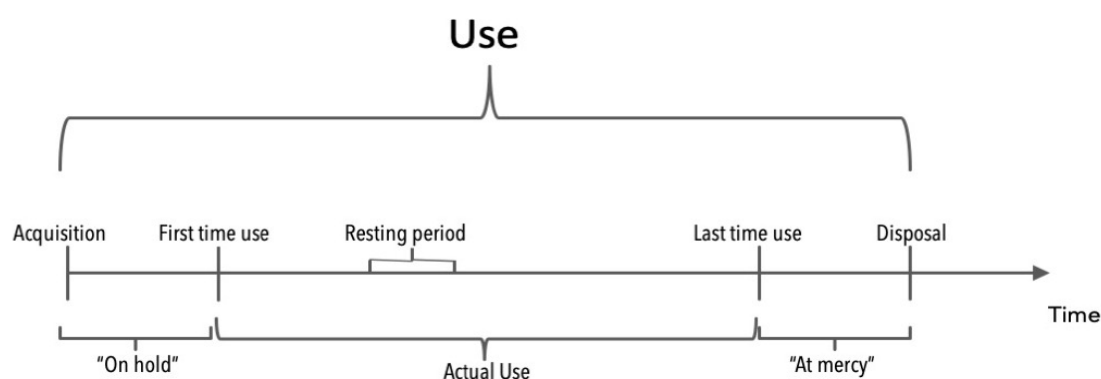 Use
Acquisition
First time use
Resting period
Last time use
Disposal
Time
“On hold”
Actual Use
“At mercy”